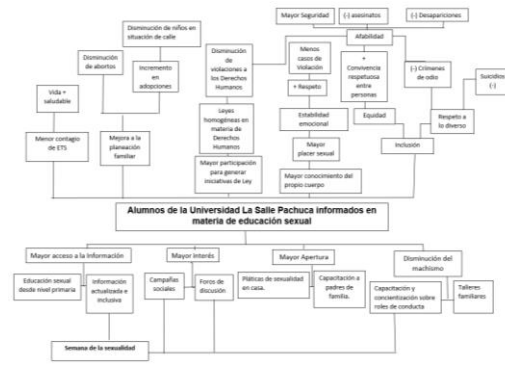 Mayor Seguridad
(-) asesinatos
(-) Desapariciones
Disminución de niños en
situación de calle
Afabilidad
Disminución
de abortos
Incremento
en
adopciones
Disminución
de
violaciones a
los Derechos
Humanos
Menos
casos de
Violación
+
Convivencia
respetuosa
entre
personas
(-) Crímenes
de odio
Suicidios
(-)
Vida +
saludable
+ Respeto
Leyes
homogéneas en
materia de
Derechos
Humanos
Estabilidad
emocional
Equidad
Respeto a
lo diverso
Menor contagio
de ETS
Mejora a la
planeación
familiar
Mayor
placer sexual
Inclusión
Mayor participación
para generar
iniciativas de Ley
Mayor conocimiento del
propio cuerpo
Alumnos de la Universidad La Salle Pachuca informados en
materia de educación sexual
Mayor acceso a la Información
Mayor interés
Mayor Apertura
Disminución del
machismo
Educación sexual
desde nivel primaria
Información
actualizada e
inclusiva
Campañas
sociales
Foros de
discusión
Pláticas de sexualidad
en casa.
Capacitación a
padres de
familia.
Capacitación y
concientización sobre
roles de conducta
Talleres
familiares
Semana de la sexualidad